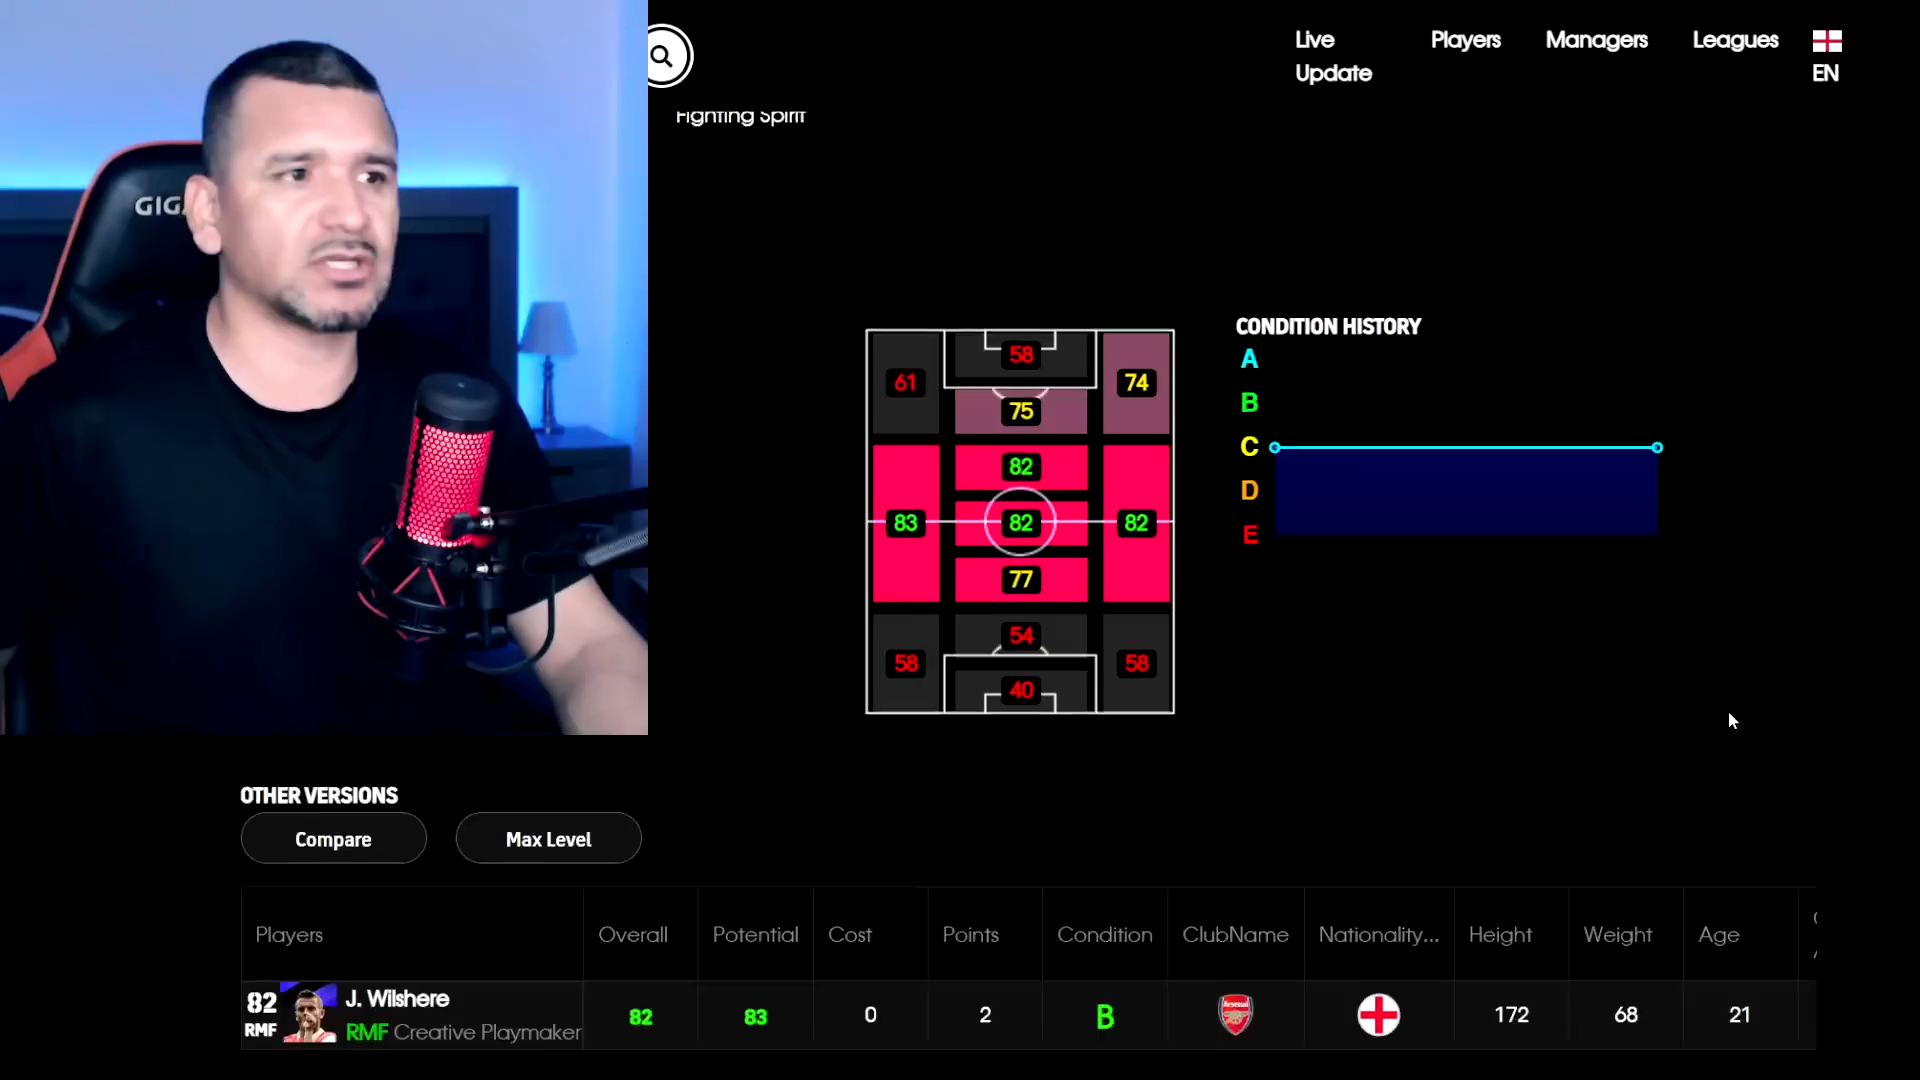 Live
Update
Players
Managers
Leagues
EN
Fighting Spirit
GIG
58
61
74
75
82
83
82
82
77
54
58
58
40
CONDITION HISTORY
A
B
C
D
E
OTHER VERSIONS
Compare
Max Level
Players
Overall
Potential
Cost
Points
Condition
ClubName
Nationality...
Height
Weight
Age
82
RMF
J. Wilshere
RMF Creative Playmaker
82
83
0
2
B
Arsenal
172
68
21